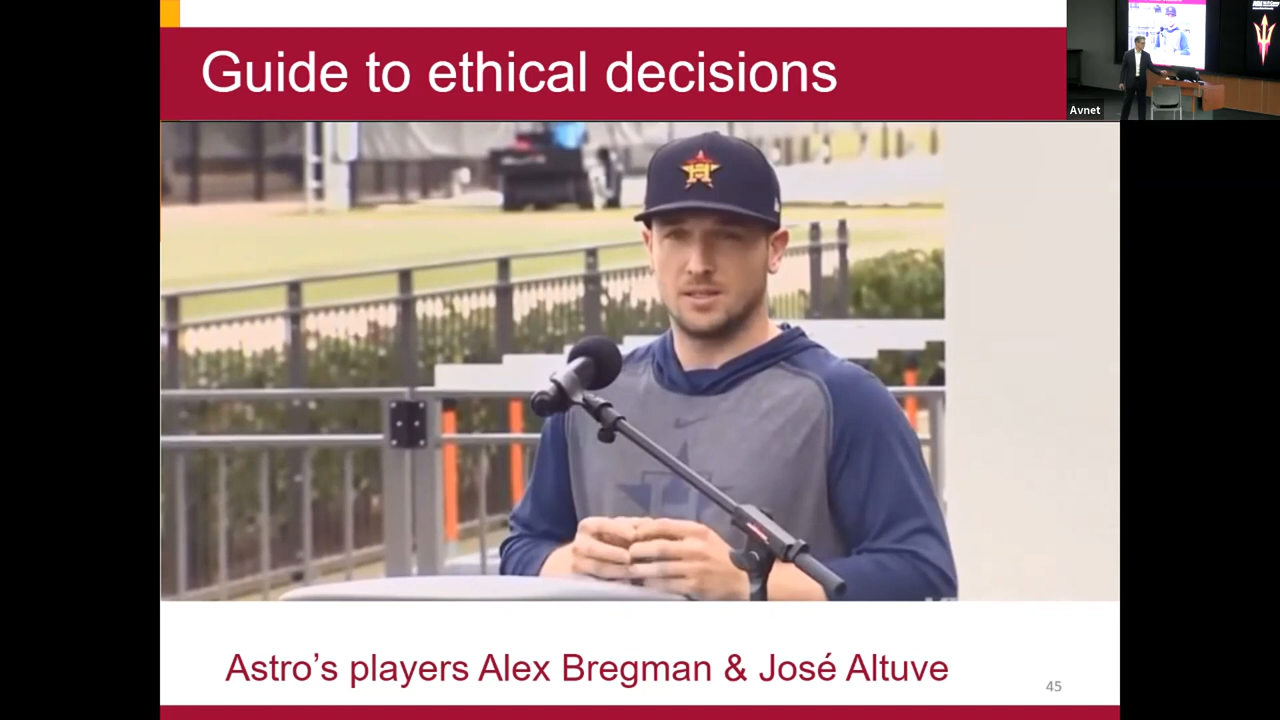 Guide to ethical decisions
Avnet
H
Astro’s players Alex Bregman & José Altuve
45